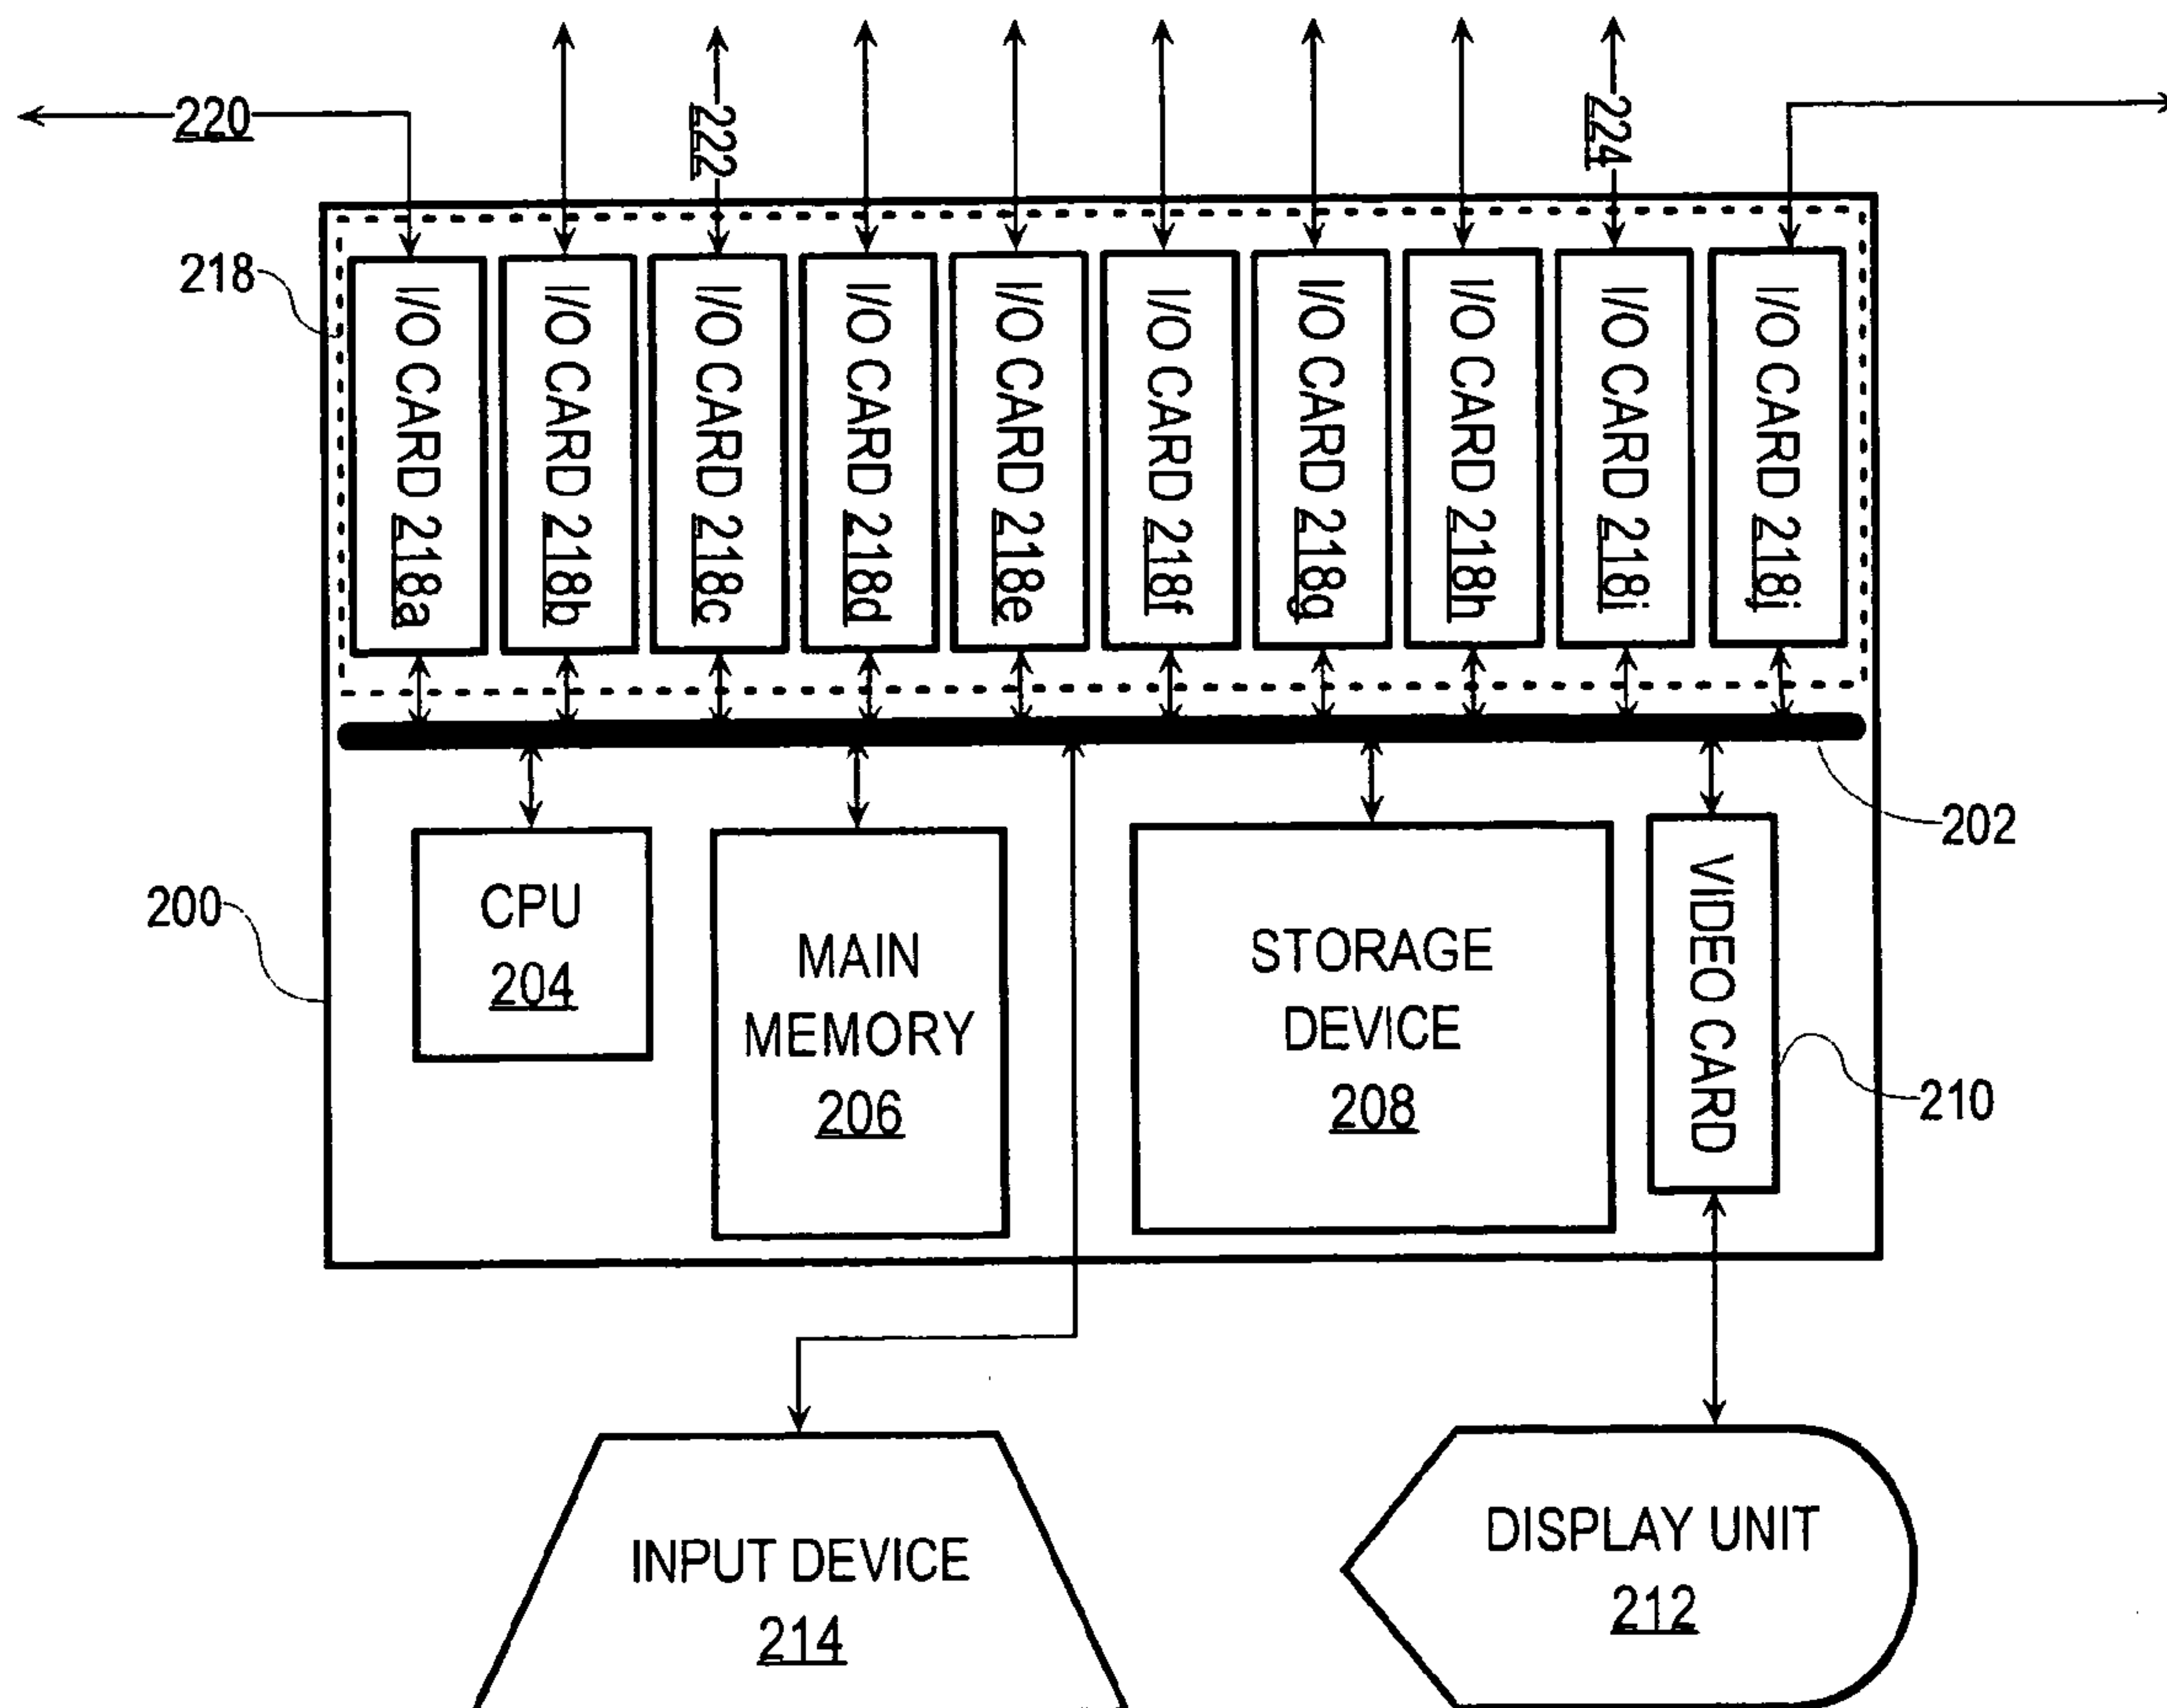 220
222
224
218
I/O CARD 218a
I/O CARD 218b
I/O CARD 218c
I/O CARD 218d
I/O CARD 218e
I/O CARD 218f
I/O CARD 218g
I/O CARD 218h
I/O CARD 218i
I/O CARD 218j
202
200
CPU
204
MAIN
MEMORY
206
STORAGE
DEVICE
208
VIDEO CARD
210
INPUT DEVICE
214
DISPLAY UNIT
212